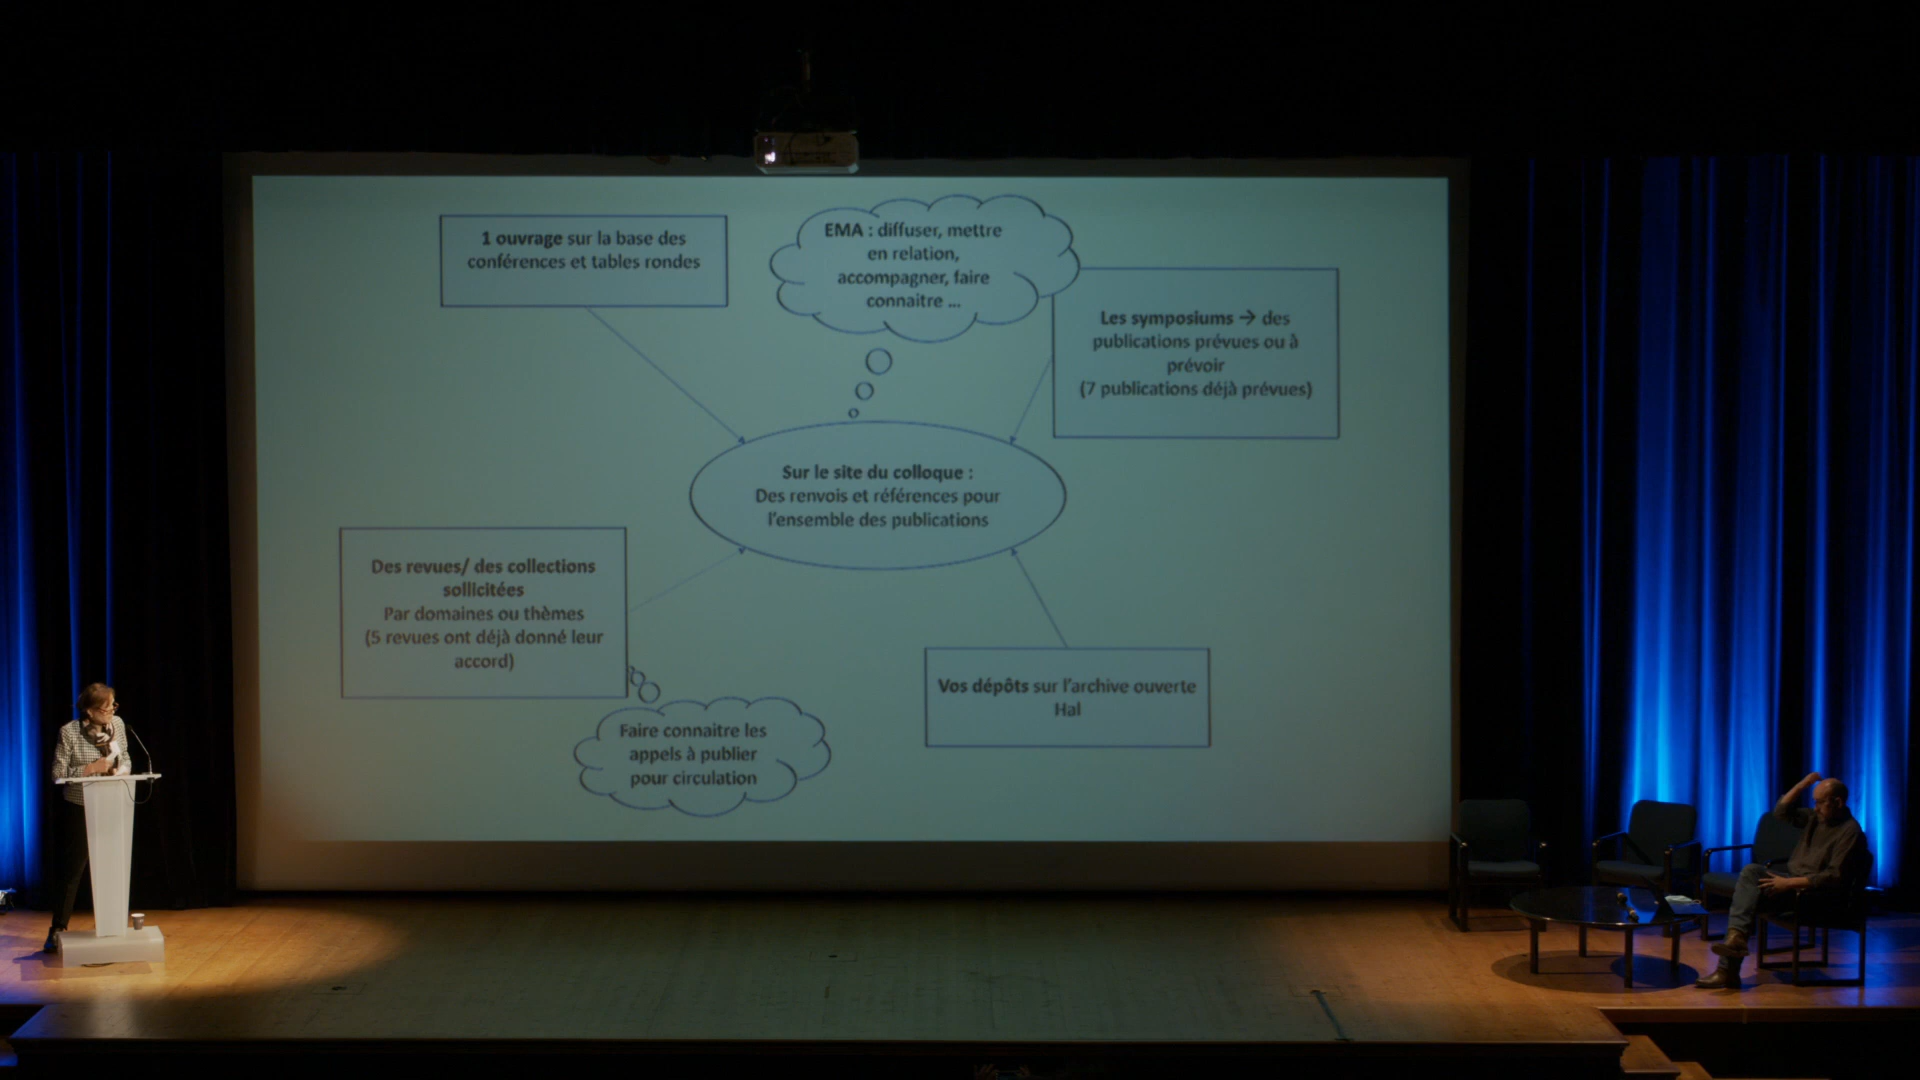 1 ouvrage sur la base des
conférences et tables rondes
EMA : diffuser, mettre
en relation,
accompagner, faire
connaitre ...
Les symposiums → des
publications prévues ou à
prévoir
(7 publications déjà prévues)
Sur le site du colloque :
Des renvois et références pour
l'ensemble des publications
Des revues/ des collections
sollicitées
Par domaines ou thèmes
(5 revues ont déjà donné leur
accord)
Faire connaitre les
appels à publier
pour circulation
Vos dépôts sur l'archive ouverte
Hal